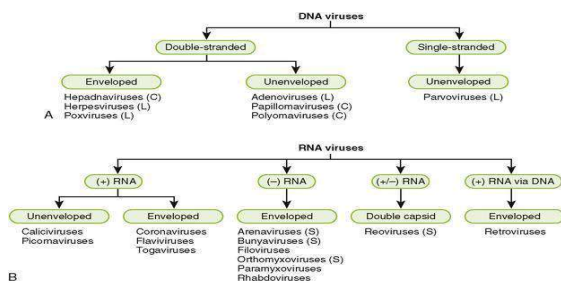 DNA viruses
Double-stranded
Single-stranded
Enveloped
Unenveloped
Unenveloped
Hepadnaviruses (C)
Herpesviruses (L)
Poxviruses (L)
Adenoviruses (L)
Papillomaviruses (C)
Polyomaviruses (C)
Parvoviruses (L)
A
RNA viruses
(+) RNA
(–) RNA
(+/–) RNA
(+) RNA via DNA
Unenveloped
Enveloped
Enveloped
Double capsid
Enveloped
Caliciviruses
Picornaviruses
Coronaviruses
Flaviviruses
Togaviruses
Arenaviruses (S)
Bunyaviruses (S)
Filoviruses
Orthomyxoviruses (S)
Paramyxoviruses
Rhabdoviruses
Reoviruses (S)
Retroviruses
B